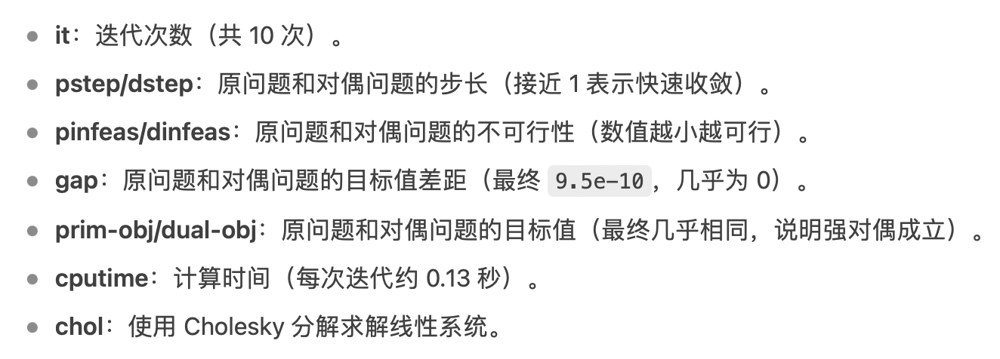 it：迭代次数（共 10 次）。
pstep/dstep：原问题和对偶问题的步长（接近 1 表示快速收敛）。
pinfeas/dinfeas：原问题和对偶问题的不可行性（数值越小越可行）。
gap：原问题和对偶问题的目标值差距（最终 9.5e-10，几乎为 0）。
prim-obj/dual-obj：原问题和对偶问题的目标值（最终几乎相同，说明强对偶成立）。
cputime：计算时间（每次迭代约 0.13 秒）。
chol：使用 Cholesky 分解求解线性系统。